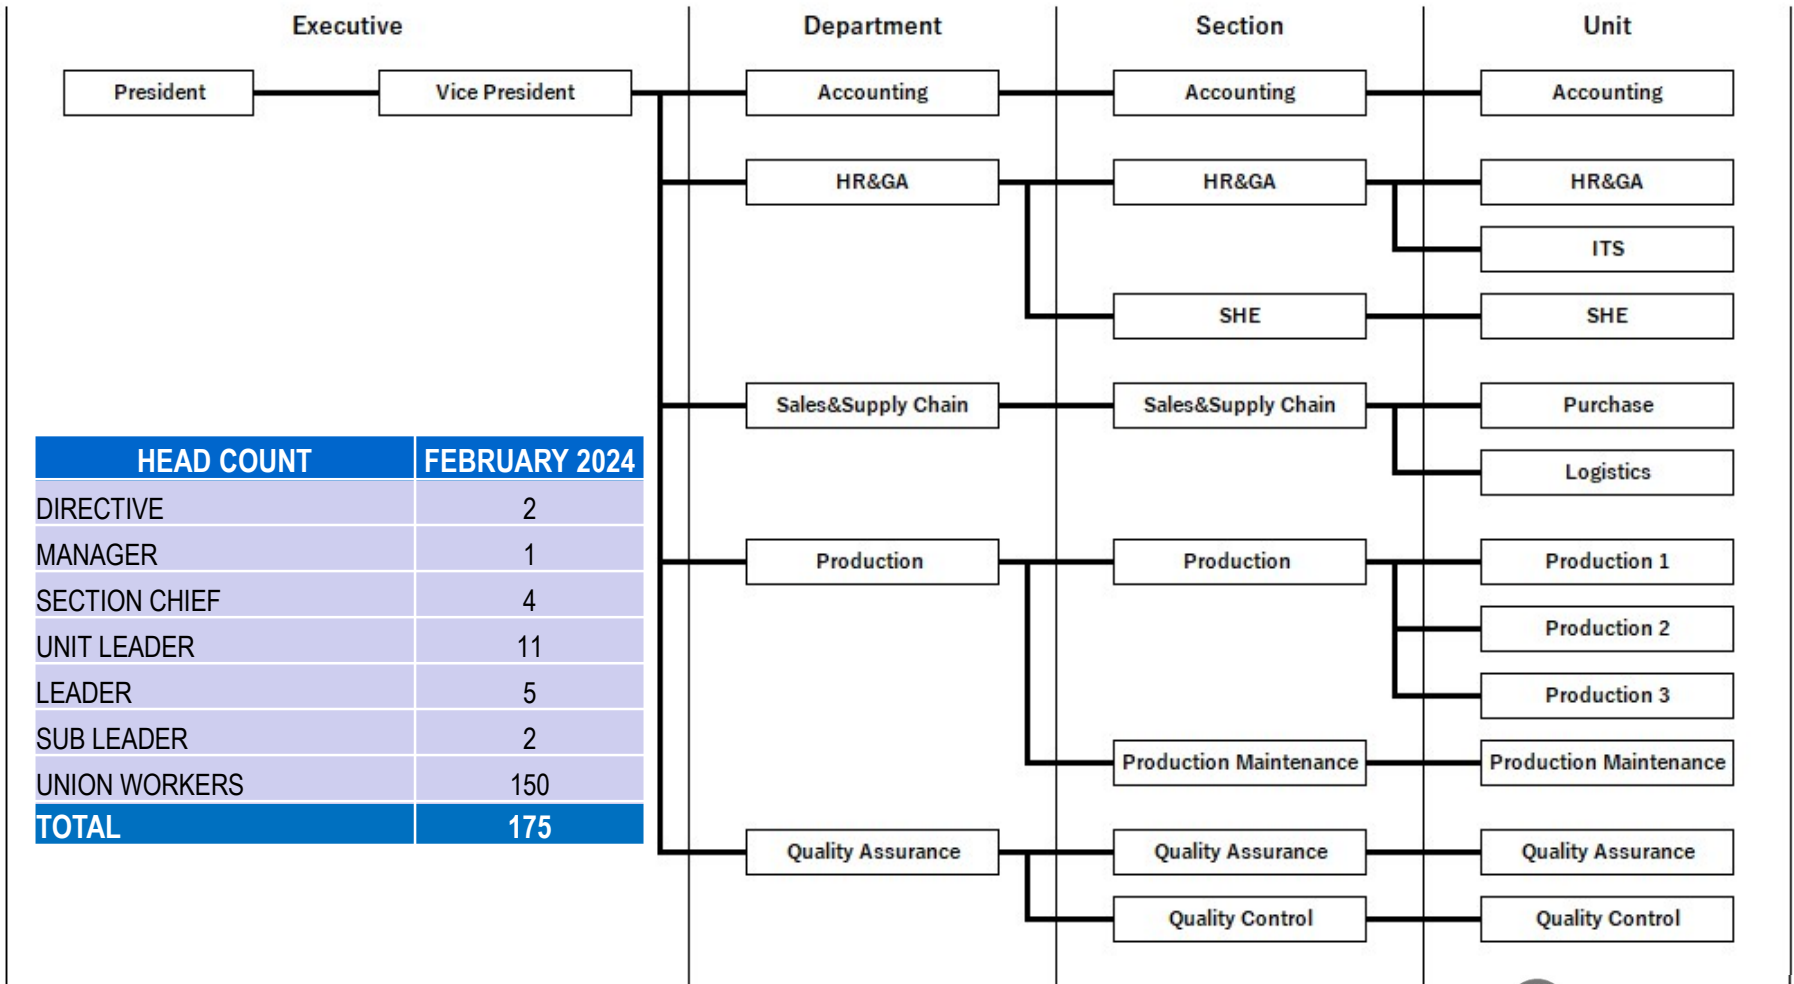 Executive
Department
Section
Unit
President
Vice President
Accounting
Accounting
Accounting
HR&GA
HR&GA
HR&GA
ITS
SHE
SHE
Sales&Supply Chain
Sales&Supply Chain
Purchase
Logistics
Production
Production
Production 1
Production 2
Production 3
Production Maintenance
Production Maintenance
Quality Assurance
Quality Assurance
Quality Assurance
Quality Control
Quality Control
HEAD COUNT FEBRUARY 2024
DIRECTIVE 2
MANAGER 1
SECTION CHIEF 4
UNIT LEADER 11
LEADER 5
SUB LEADER 2
UNION WORKERS 150
TOTAL 175